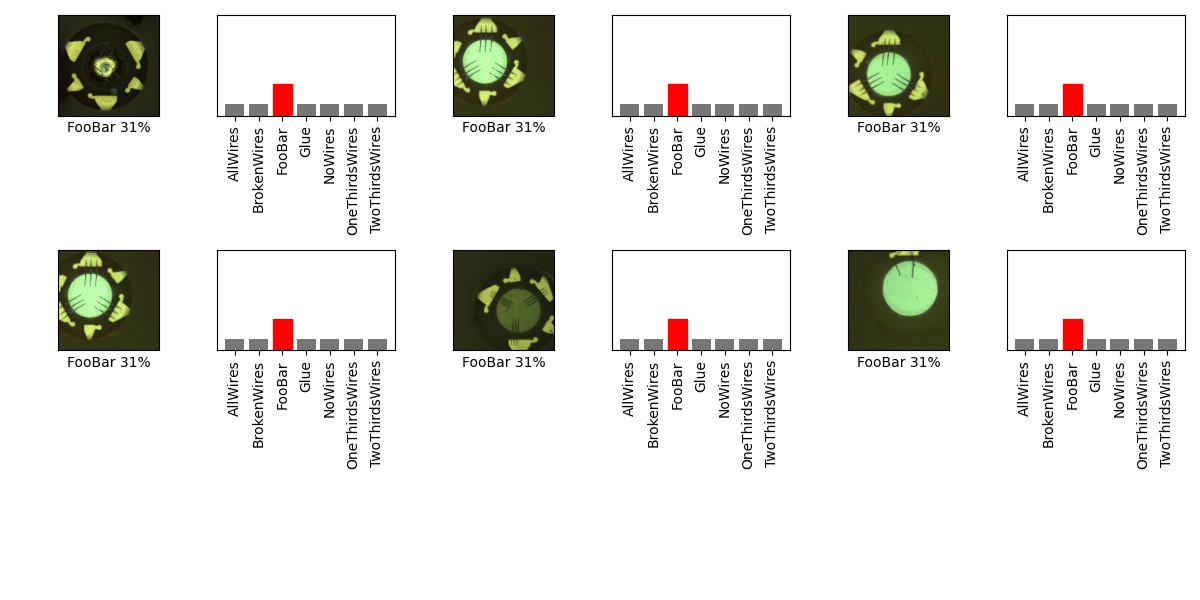 FooBar 31%
AllWires
BrokenWires
FooBar
Glue
NoWires
OneThirdsWires
TwoThirdsWires
FooBar 31%
AllWires
BrokenWires
FooBar
Glue
NoWires
OneThirdsWires
TwoThirdsWires
FooBar 31%
AllWires
BrokenWires
FooBar
Glue
NoWires
OneThirdsWires
TwoThirdsWires
FooBar 31%
AllWires
BrokenWires
FooBar
Glue
NoWires
OneThirdsWires
TwoThirdsWires
FooBar 31%
AllWires
BrokenWires
FooBar
Glue
NoWires
OneThirdsWires
TwoThirdsWires
FooBar 31%
AllWires
BrokenWires
FooBar
Glue
NoWires
OneThirdsWires
TwoThirdsWires